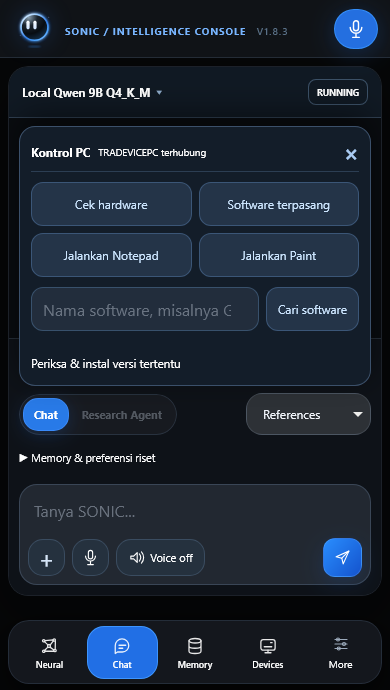 SONIC / INTELLIGENCE CONSOLE V1.8.3
Local Qwen 9B Q4_K_M
RUNNING
Kontrol PC TRADEVICEPC terhubung
Cek hardware
Software terpasang
Jalankan Notepad
Jalankan Paint
Nama software, misalnya G
Cari software
Periksa & instal versi tertentu
Chat
Research Agent
References
Memory & preferensi riset
Tanya SONIC...
Voice off
Neural
Chat
Memory
Devices
More